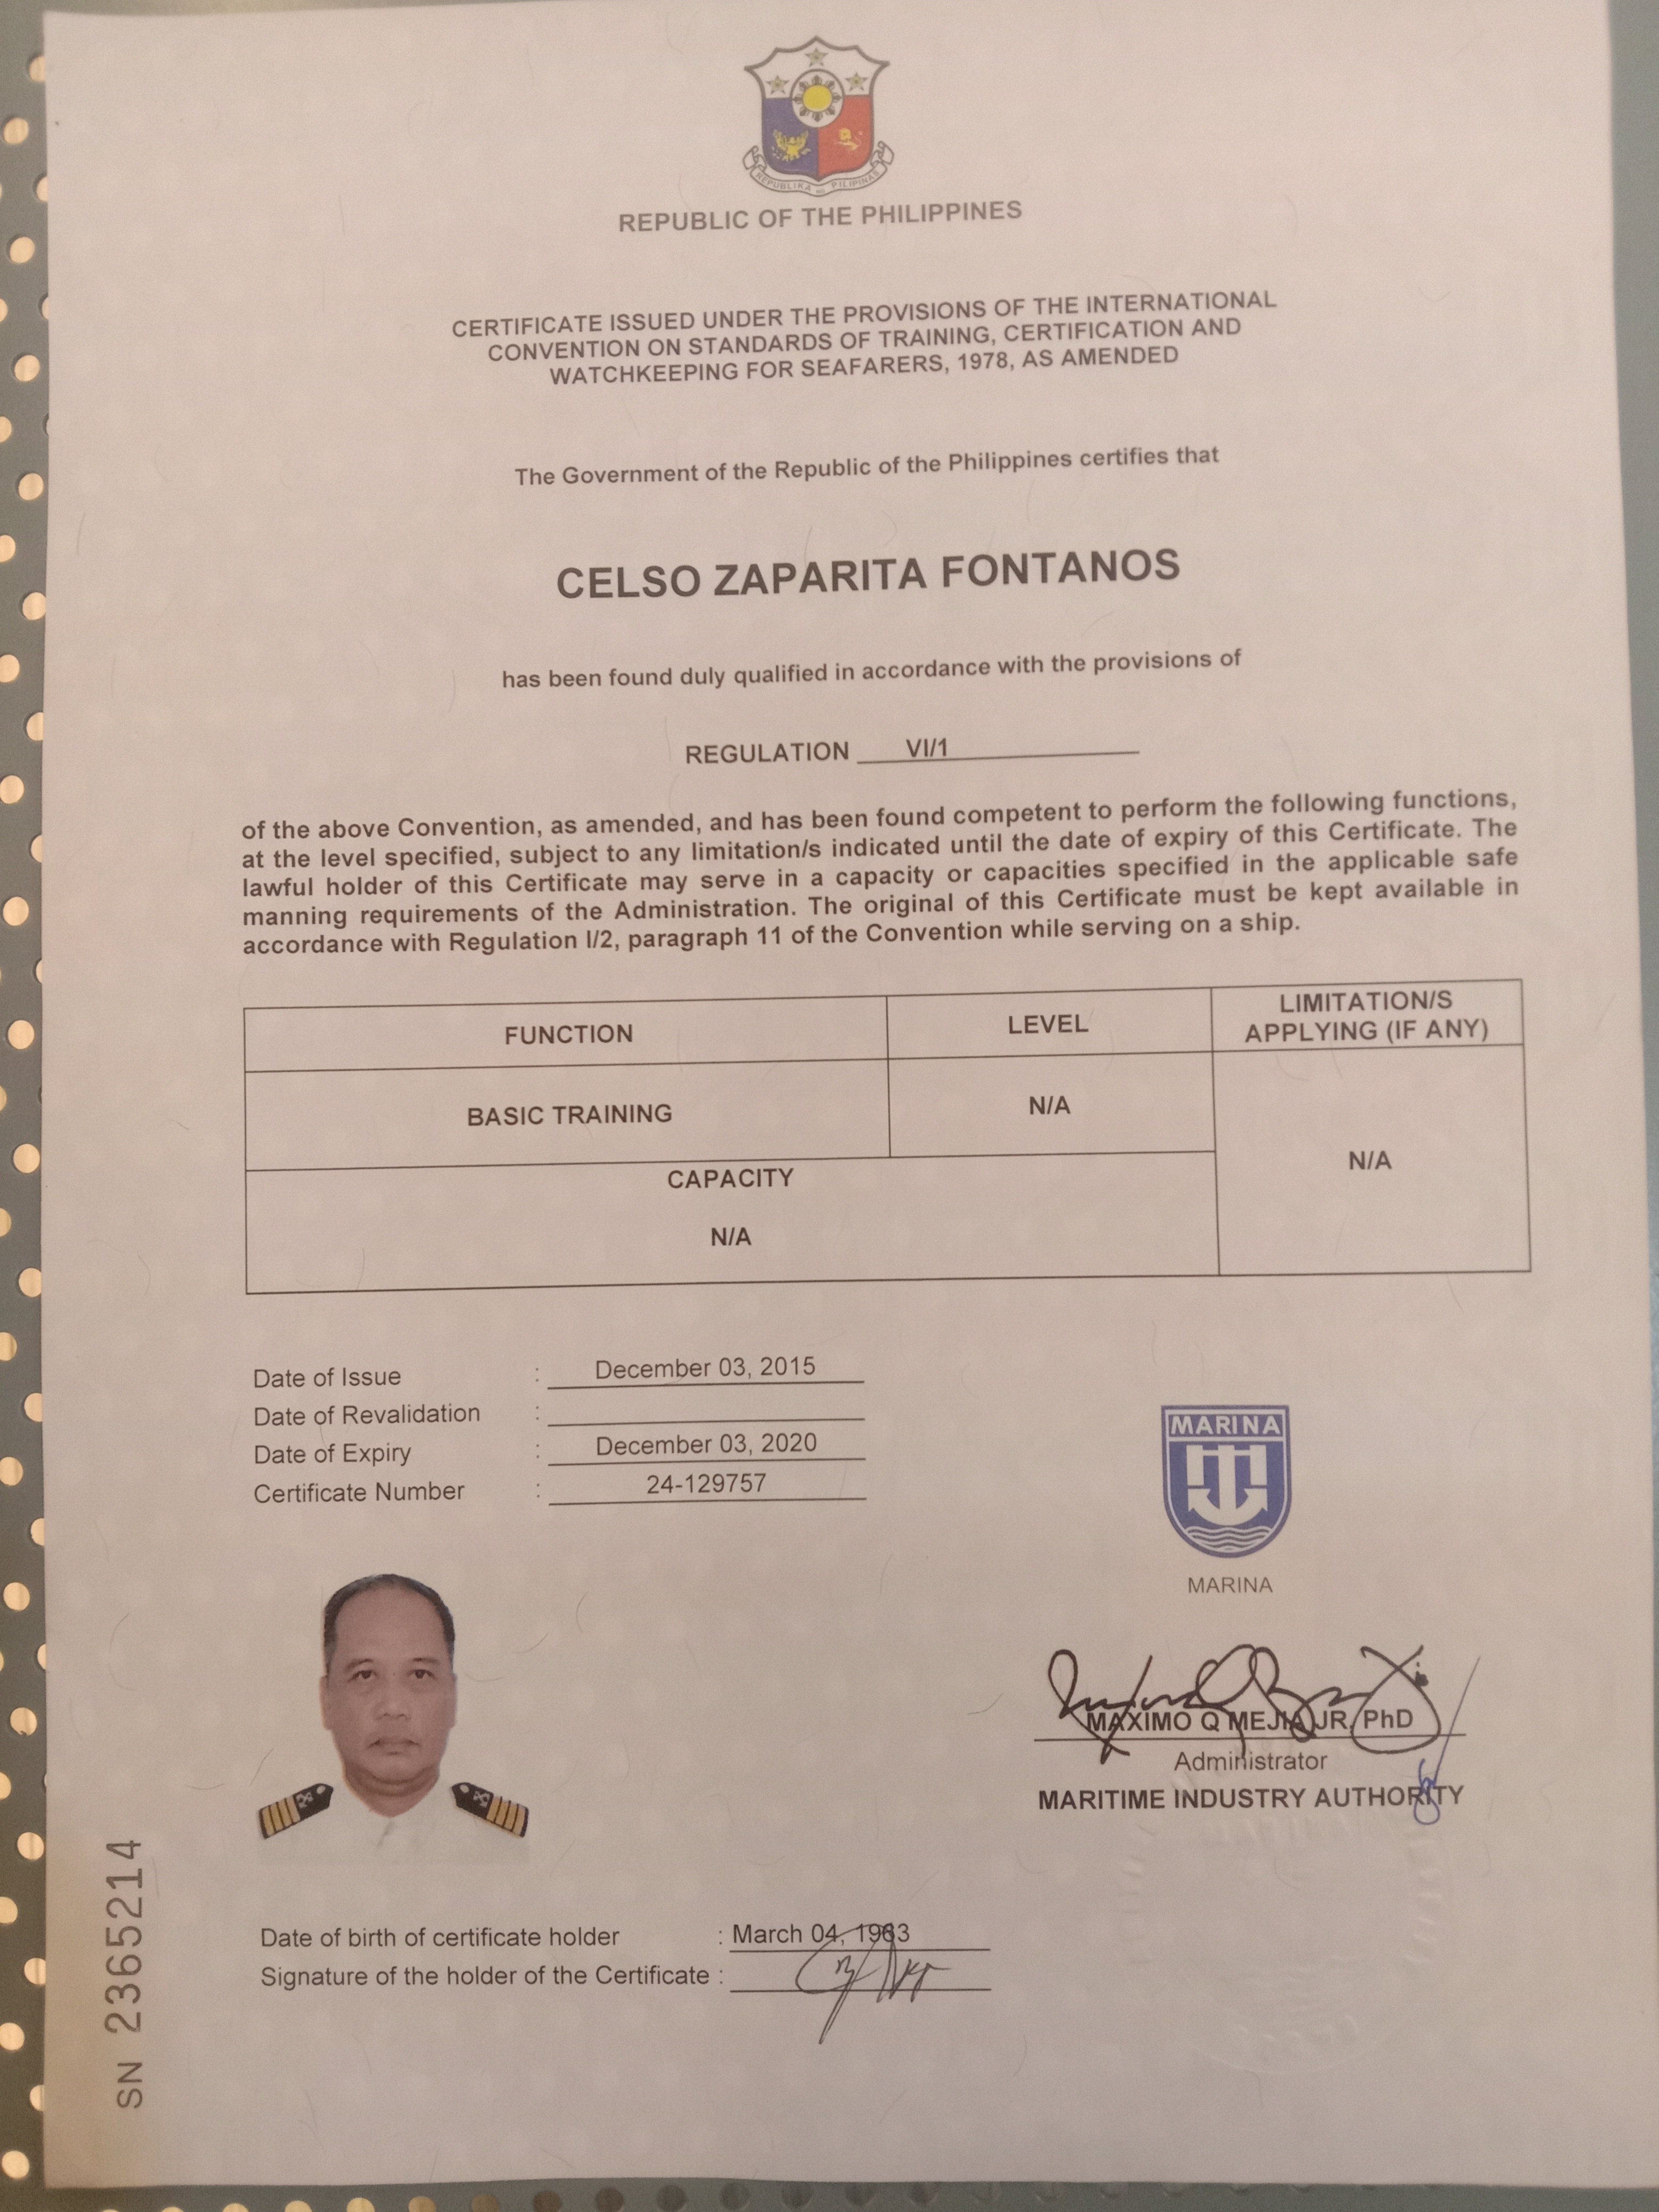 REPUBLIKA NG PILIPINAS
REPUBLIC OF THE PHILIPPINES
CERTIFICATE ISSUED UNDER THE PROVISIONS OF THE INTERNATIONAL
CONVENTION ON STANDARDS OF TRAINING, CERTIFICATION AND
WATCHKEEPING FOR SEAFARERS, 1978, AS AMENDED
The Government of the Republic of the Philippines certifies that
CELSO ZAPARITA FONTANOS
has been found duly qualified in accordance with the provisions of
REGULATION VI/1
of the above Convention, as amended, and has been found competent to perform the following functions,
at the level specified, subject to any limitation/s indicated until the date of expiry of this Certificate. The
lawful holder of this Certificate may serve in a capacity or capacities specified in the applicable safe
manning requirements of the Administration. The original of this Certificate must be kept available in
accordance with Regulation I/2, paragraph 11 of the Convention while serving on a ship.
FUNCTION LEVEL LIMITATION/S
APPLYING (IF ANY)
BASIC TRAINING N/A N/A
CAPACITY
N/A
Date of Issue : December 03, 2015
Date of Revalidation :
Date of Expiry : December 03, 2020
Certificate Number : 24-129757
MARINA
MARINA
MAXIMO Q MEJIA JR, PhD
Administrator
MARITIME INDUSTRY AUTHORITY
Date of birth of certificate holder : March 04, 1963
Signature of the holder of the Certificate :
SN 2365214